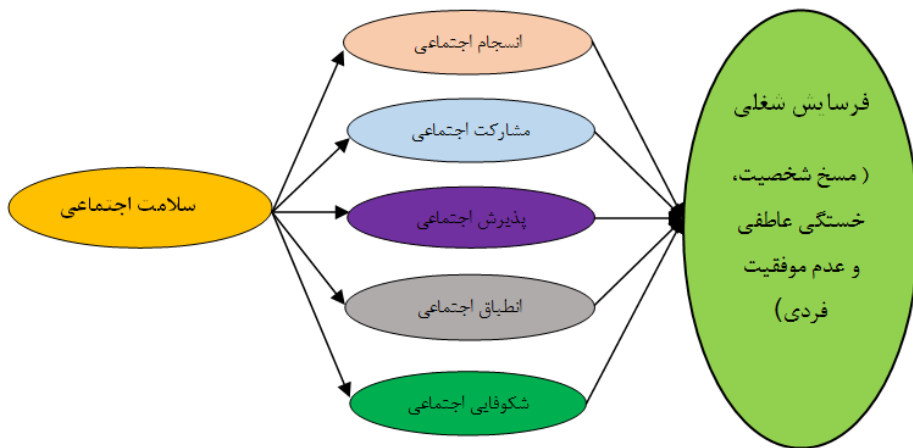 سلامت اجتماعی
انسجام اجتماعی
مشارکت اجتماعی
پذیرش اجتماعی
انطباق اجتماعی
شکوفایی اجتماعی
فرسایش شغلی
( مسخ شخصیت،
خستگی عاطفی
و عدم موفقیت
فردی)